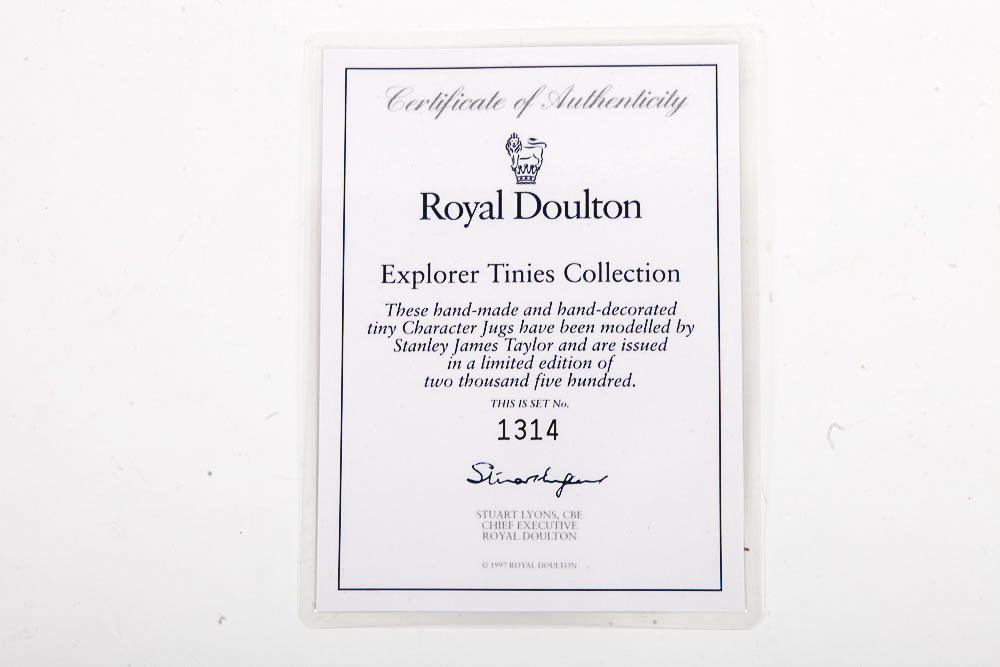 Certificate of Authenticity
Royal Doulton
Explorer Tinies Collection
These hand-made and hand-decorated
tiny Character Jugs have been modelled by
Stanley James Taylor and are issued
in a limited edition of
two thousand five hundred.
THIS IS SET No.
1314
STUART LYONS, CBE
CHIEF EXECUTIVE
ROYAL DOULTON
© 1997 ROYAL DOULTON